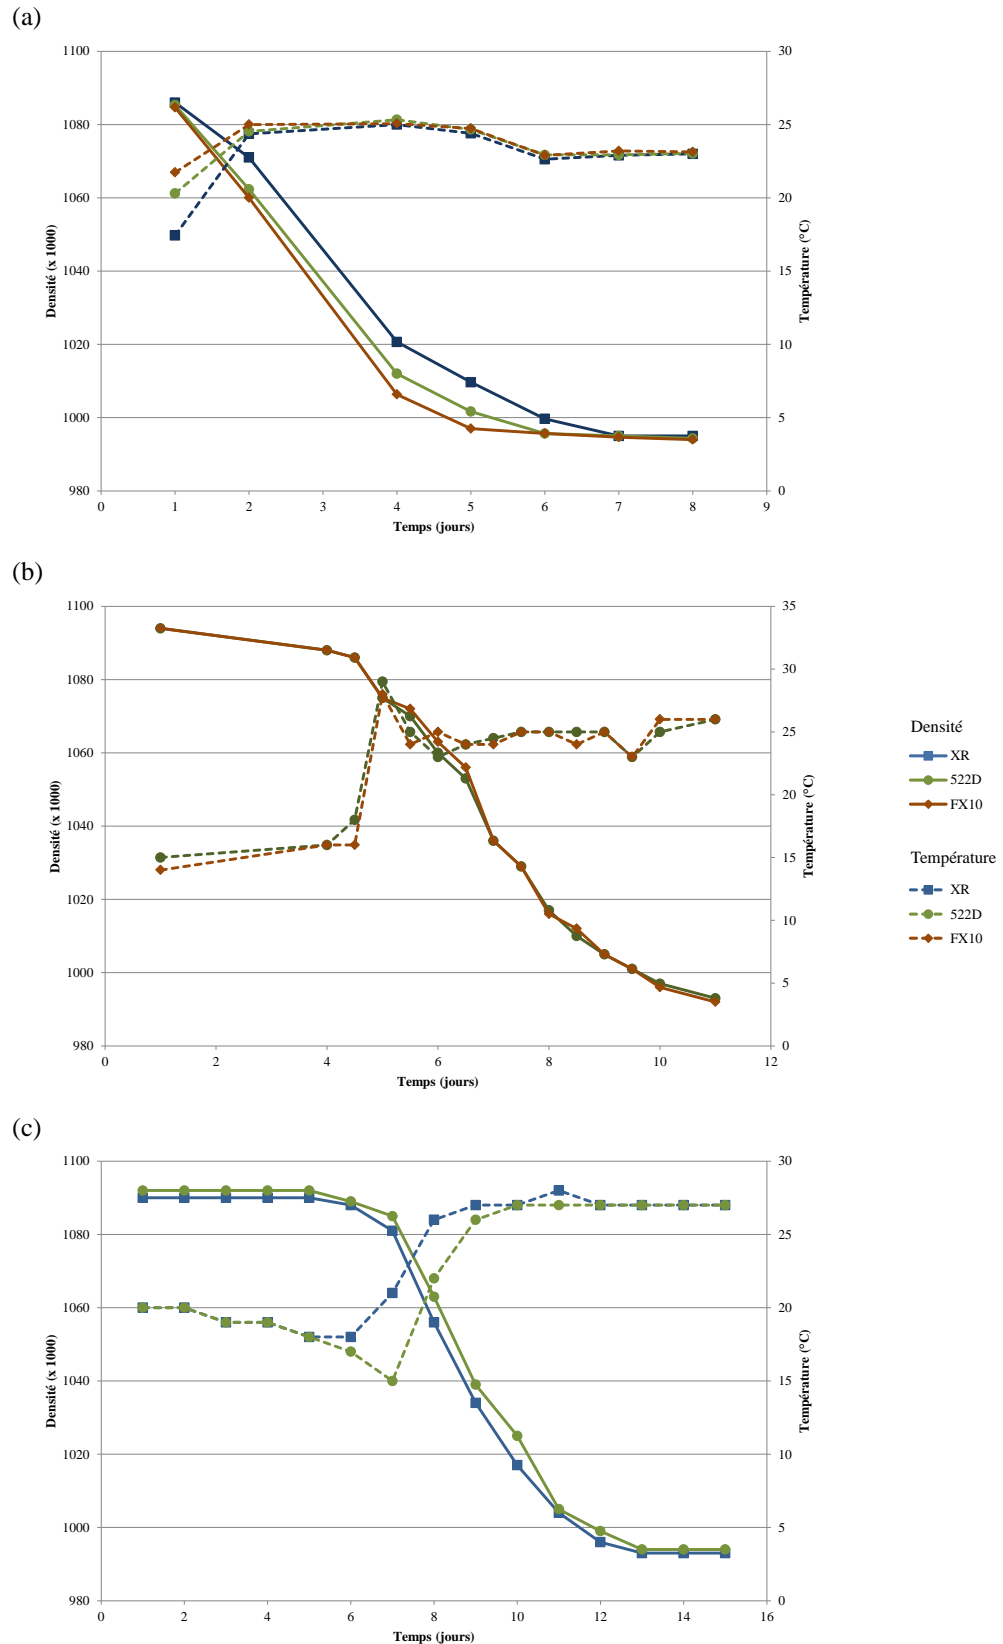 (a)
1100
1080
1060
1040
1020
1000
980
Densité (x 1000)
30
25
20
15
10
5
0
Température (°C)
0 1 2 3 4 5 6 7 8 9
Temps (jours)
(b)
1100
1080
1060
1040
1020
1000
980
Densité (x 1000)
35
30
25
20
15
10
5
0
Température (°C)
0 2 4 6 8 10 12
Temps (jours)
Densité
XR
522D
FX10
Température
XR
522D
FX10
(c)
1100
1080
1060
1040
1020
1000
980
Densité (x 1000)
30
25
20
15
10
5
0
Température (°C)
0 2 4 6 8 10 12 14 16
Temps (jours)